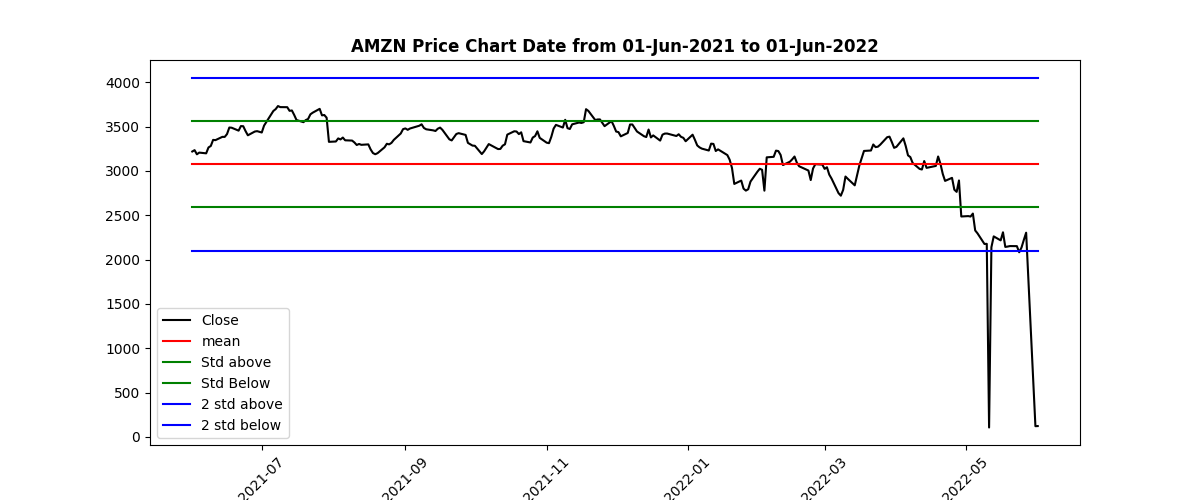 AMZN Price Chart Date from 01-Jun-2021 to 01-Jun-2022
4000
3500
3000
2500
2000
1500
1000
500
0
Close
mean
Std above
Std Below
2 std above
2 std below
2021-07
2021-09
2021-11
2022-01
2022-03
2022-05